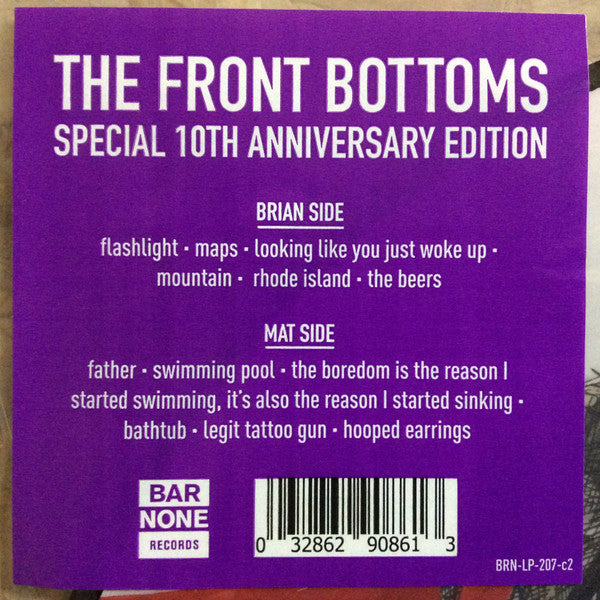 THE FRONT BOTTOMS
SPECIAL 10TH ANNIVERSARY EDITION
BRIAN SIDE
flashlight · maps · looking like you just woke up ·
mountain · rhode island · the beers
MAT SIDE
father · swimming pool · the boredom is the reason I
started swimming, it's also the reason I started sinking ·
bathtub · legit tattoo gun · hooped earrings
BAR
NONE
RECORDS
0 32862 90861 3
BRN-LP-207-c2